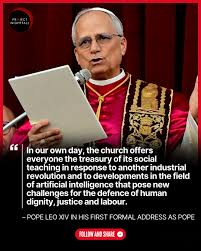 PROJECT
NIGHTFALL
“
In our own day, the church offers
everyone the treasury of its social
teaching in response to another industrial
revolution and to developments in the field
of artificial intelligence that pose new
challenges for the defence of human
dignity, justice and labour.
– POPE LEO XIV IN HIS FIRST FORMAL ADDRESS AS POPE
FOLLOW AND SHARE